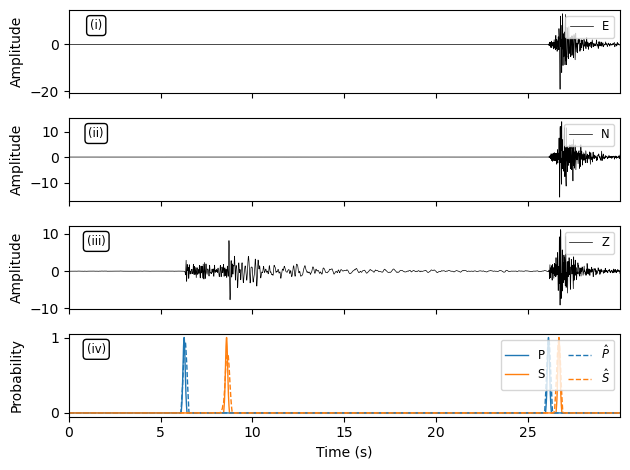 (i)
E
Amplitude
0
−20
(ii)
N
Amplitude
10
0
−10
(iii)
Z
Amplitude
10
0
−10
(iv)
P
S
P̂
Ŝ
Probability
1
0
0 5 10 15 20 25
Time (s)